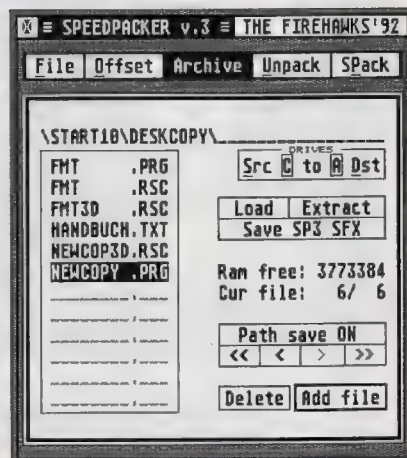 ≡ SPEEDPACKER v.3 ≡ THE FIREHAWKS'92
File Offset Archive Unpack SPack
\START10\DESKCOPY\
FMT .PRG
FMT .RSC
FMT3D .RSC
HANDBUCH.TXT
NEWCOP3D.RSC
NEWCOPY .PRG
DRIVES
Src C to A Dst
Load Extract
Save SP3 SFX
Ram free: 3773384
Cur file: 6/ 6
Path save ON
<< < > >>
Delete Add file